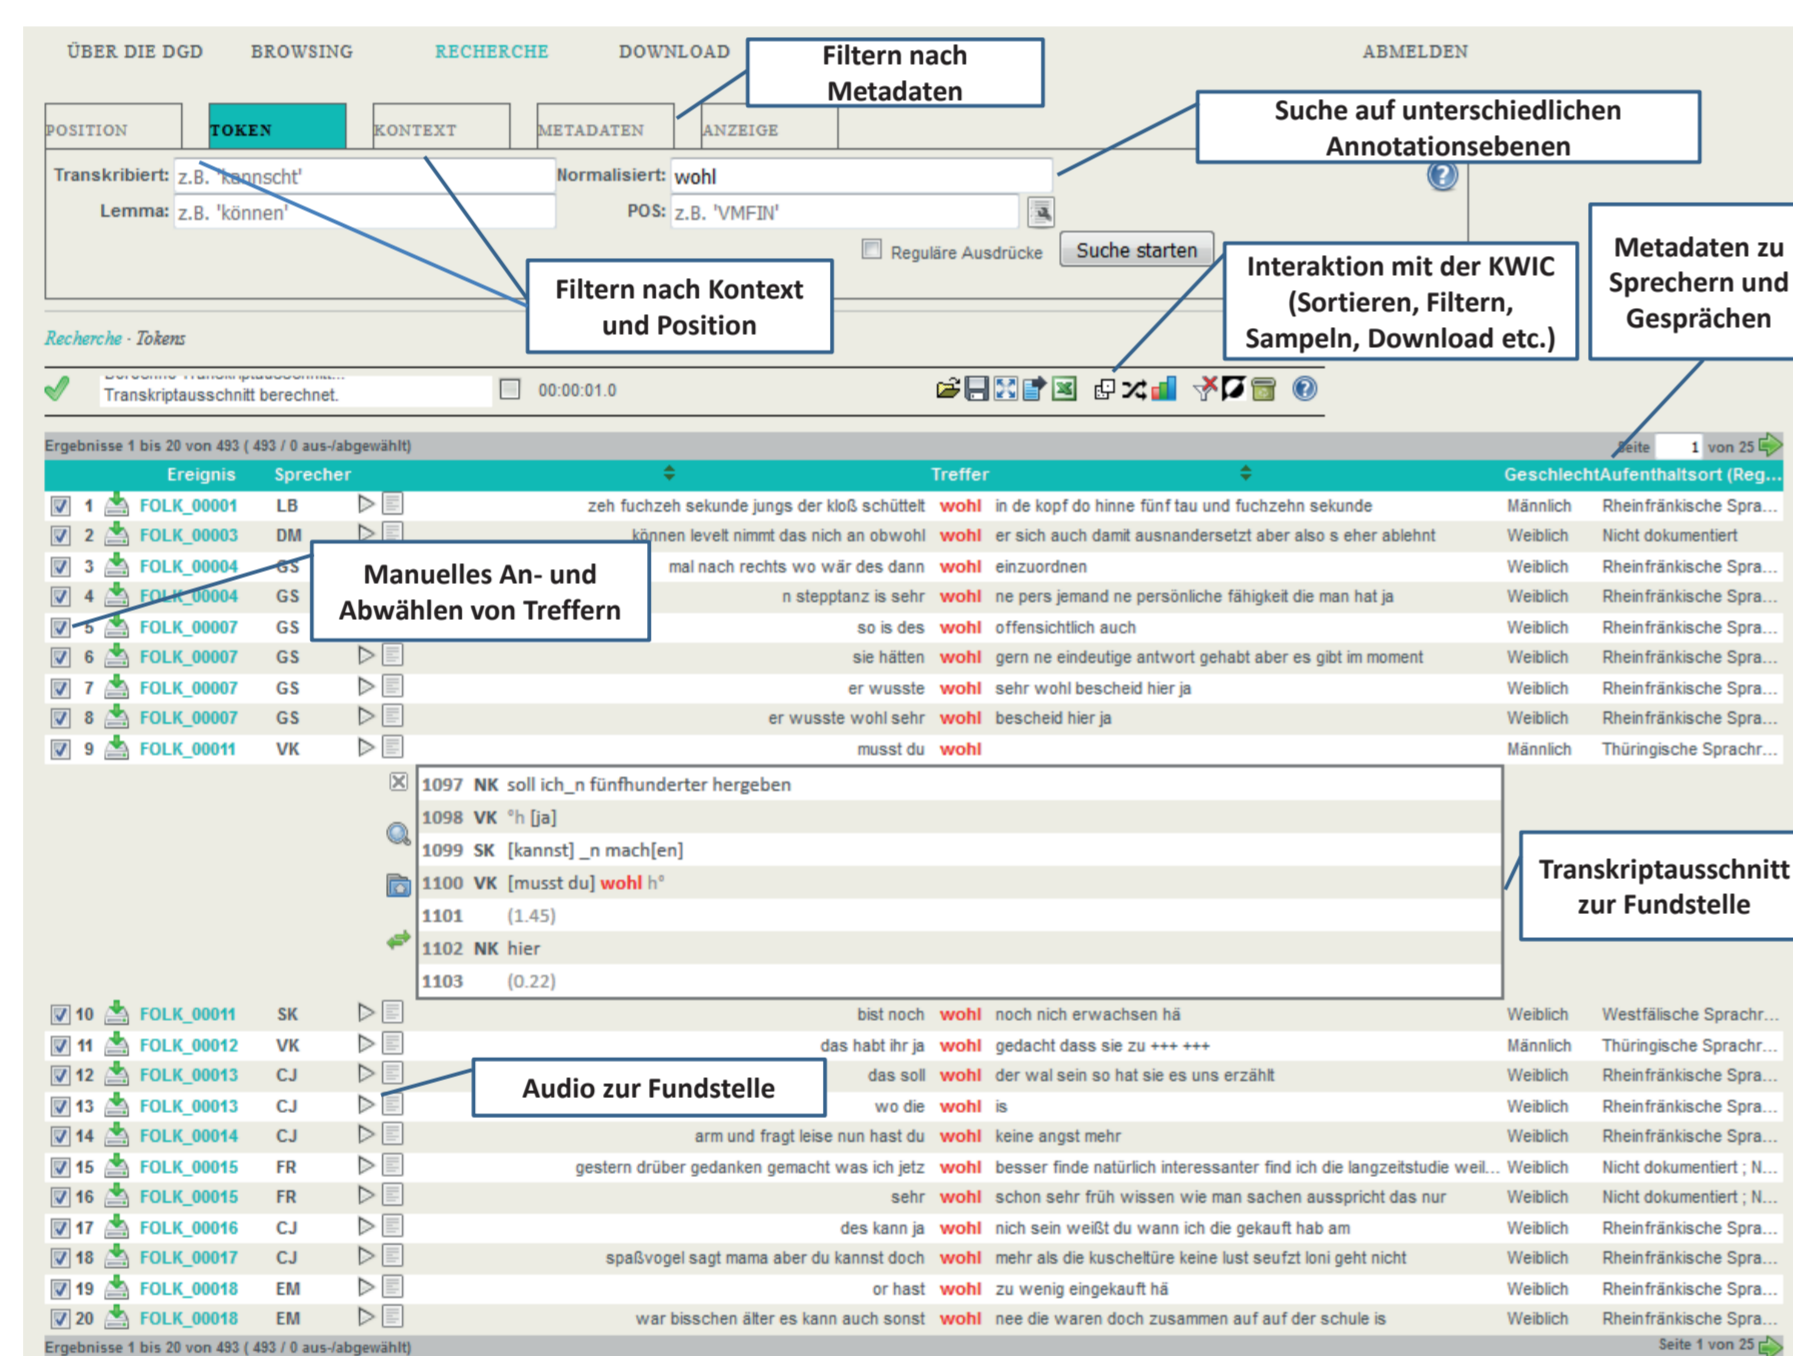 ÜBER DIE DGD BROWSING RECHERCHE DOWNLOAD ABMELDEN
Filtern nach
Metadaten
Suche auf unterschiedlichen
Annotationsebenen
POSITION TOKEN KONTEXT METADATEN ANZEIGE
Transkribiert: z.B. 'kannscht' Normalisiert: wohl
Lemma: z.B. 'können' POS: z.B. 'VMFIN'
Reguläre Ausdrücke Suche starten
Filtern nach Kontext
und Position
Interaktion mit der KWIC
(Sortieren, Filtern,
Sampeln, Download etc.)
Metadaten zu
Sprechern und
Gesprächen
Recherche - Tokens
Transkriptausschnitt berechnet. 00:00:01.0
Ergebnisse 1 bis 20 von 493 ( 493 / 0 aus-/abgewählt) Seite 1 von 25
Ereignis Sprecher Treffer Geschlecht Aufenthaltsort (Reg...
1 FOLK_00001 LB zeh fuchzeh sekunde jungs der kloß schüttelt wohl in de kopf do hinne fünf tau und fuchzehn sekunde Männlich Rheinfränkische Spra...
2 FOLK_00003 DM können levelt nimmt das nich an obwohl wohl er sich auch damit ausnandersetzt aber also s eher ablehnt Weiblich Nicht dokumentiert
3 FOLK_00004 GS mal nach rechts wo wär des dann wohl einzuordnen Weiblich Rheinfränkische Spra...
4 FOLK_00004 GS n stepptanz is sehr wohl ne pers jemand ne persönliche fähigkeit die man hat ja Weiblich Rheinfränkische Spra...
5 FOLK_00007 GS so is des wohl offensichtlich auch Weiblich Rheinfränkische Spra...
6 FOLK_00007 GS sie hätten wohl gern ne eindeutige antwort gehabt aber es gibt im moment Weiblich Rheinfränkische Spra...
7 FOLK_00007 GS er wusste wohl sehr wohl bescheid hier ja Weiblich Rheinfränkische Spra...
8 FOLK_00007 GS er wusste wohl sehr wohl bescheid hier ja Weiblich Rheinfränkische Spra...
9 FOLK_00011 VK musst du wohl Männlich Thüringische Sprachr...
Manuelles An- und
Abwählen von Treffern
1097 NK soll ich_n fünfhunderter hergeben
1098 VK °h [ja]
1099 SK [kannst] _n mach[en]
1100 VK [musst du] wohl h°
1101 (1.45)
1102 NK hier
1103 (0.22)
Transkriptausschnitt
zur Fundstelle
10 FOLK_00011 SK bist noch wohl noch nich erwachsen hä Weiblich Westfälische Sprachr...
11 FOLK_00012 VK das habt ihr ja wohl gedacht dass sie zu +++ +++ Männlich Thüringische Sprachr...
12 FOLK_00013 CJ das soll wohl der wal sein so hat sie es uns erzählt Weiblich Rheinfränkische Spra...
13 FOLK_00013 CJ wo die wohl is Weiblich Rheinfränkische Spra...
14 FOLK_00014 CJ arm und fragt leise nun hast du wohl keine angst mehr Weiblich Rheinfränkische Spra...
15 FOLK_00015 FR gestern drüber gedanken gemacht was ich jetz wohl besser finde natürlich interessanter find ich die langzeitstudie weil... Weiblich Nicht dokumentiert ; N...
16 FOLK_00015 FR sehr wohl schon sehr früh wissen wie man sachen ausspricht das nur Weiblich Nicht dokumentiert ; N...
17 FOLK_00016 CJ des kann ja wohl nich sein weißt du wann ich die gekauft hab am Weiblich Rheinfränkische Spra...
18 FOLK_00017 CJ spaßvogel sagt mama aber du kannst doch wohl mehr als die kuscheltüre keine lust seufzt loni geht nicht Weiblich Rheinfränkische Spra...
19 FOLK_00018 EM or hast wohl zu wenig eingekauft hä Weiblich Rheinfränkische Spra...
20 FOLK_00018 EM war bisschen älter es kann auch sonst wohl nee die waren doch zusammen auf auf der schule is Weiblich Rheinfränkische Spra...
Audio zur Fundstelle
Ergebnisse 1 bis 20 von 493 ( 493 / 0 aus-/abgewählt) Seite 1 von 25